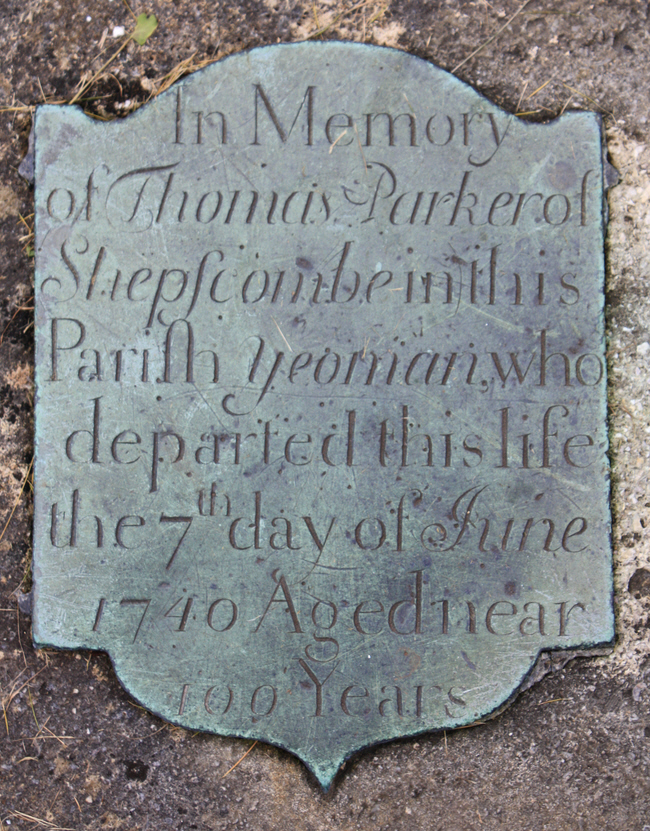 In Memory
of Thomas Parker of
Shepſcombe in this
Pariſh yeoman, who
departed this life
the 7th day of June
1740 Aged near
100 Years